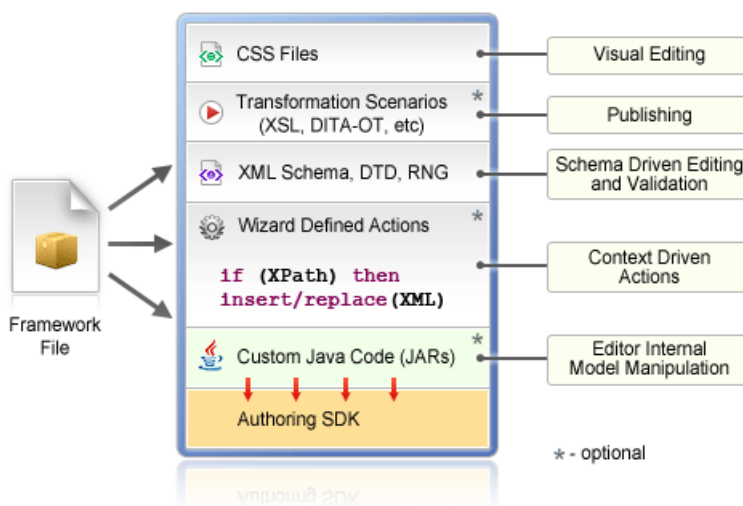 CSS Files
Visual Editing
Transformation Scenarios *
(XSL, DITA-OT, etc)
Publishing
XML Schema, DTD, RNG
Schema Driven Editing
and Validation
Wizard Defined Actions *
if (XPath) then
insert/replace(XML)
Context Driven
Actions
Framework
File
Custom Java Code (JARs) *
Editor Internal
Model Manipulation
Authoring SDK
* - optional